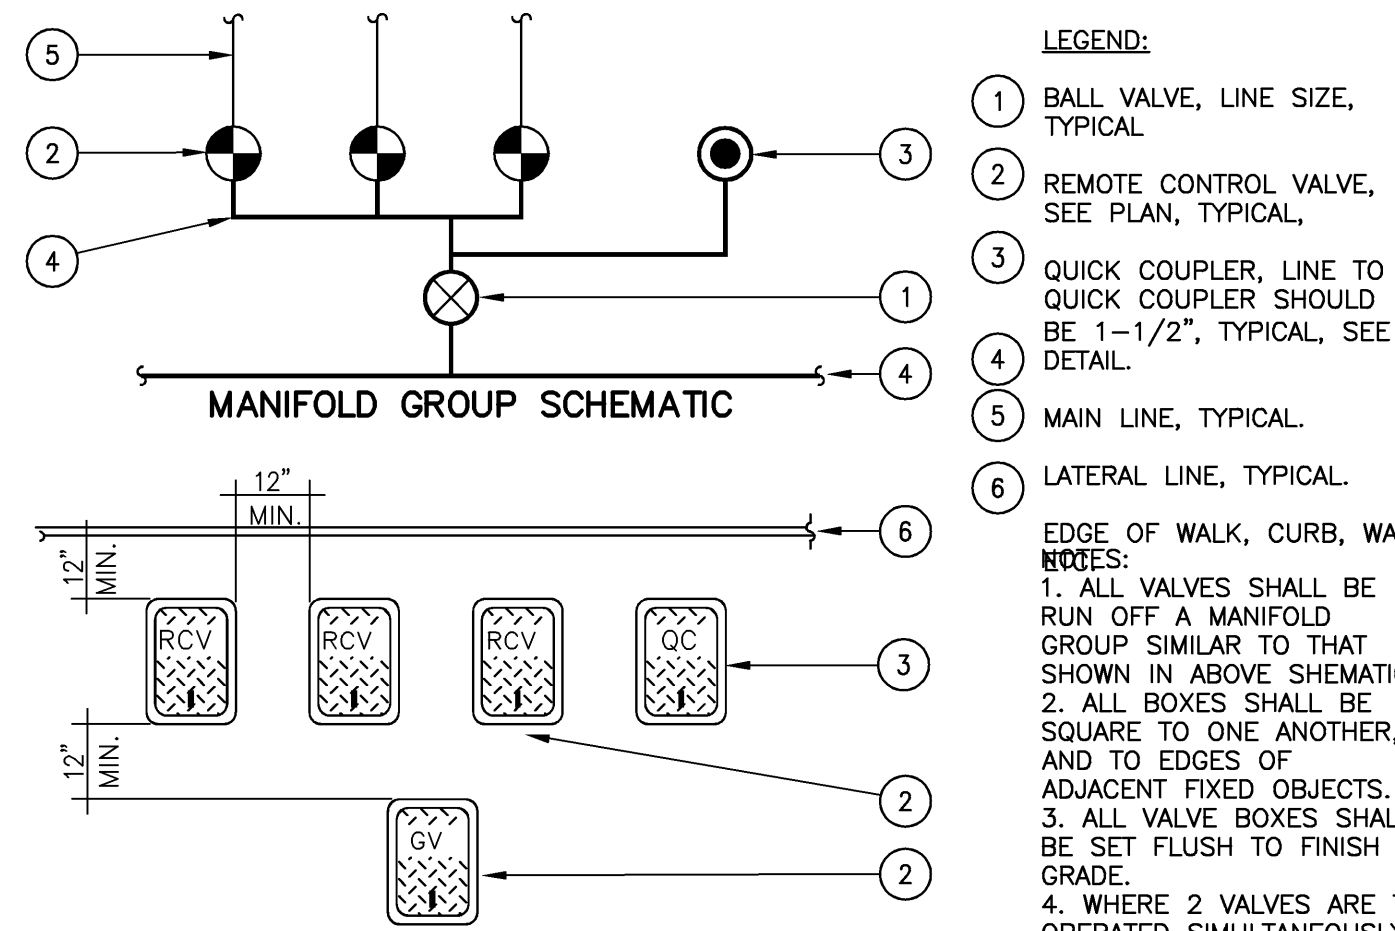 5
2
3
4
1
4
MANIFOLD GROUP SCHEMATIC
12"
MIN.
6
12"
MIN.
RCV
RCV
RCV
QC
3
12"
MIN.
2
GV
2
LEGEND:
1
BALL VALVE, LINE SIZE,
TYPICAL
2
REMOTE CONTROL VALVE,
SEE PLAN, TYPICAL,
3
QUICK COUPLER, LINE TO
QUICK COUPLER SHOULD
BE 1-1/2", TYPICAL, SEE
4
DETAIL.
5
MAIN LINE, TYPICAL.
6
LATERAL LINE, TYPICAL.
EDGE OF WALK, CURB, WA
ETC.
NOTES:
1. ALL VALVES SHALL BE
RUN OFF A MANIFOLD
GROUP SIMILAR TO THAT
SHOWN IN ABOVE SHEMATI
2. ALL BOXES SHALL BE
SQUARE TO ONE ANOTHER,
AND TO EDGES OF
ADJACENT FIXED OBJECTS.
3. ALL VALVE BOXES SHAL
BE SET FLUSH TO FINISH
GRADE.
4. WHERE 2 VALVES ARE
OPERATED SIMULTANEOUSLY